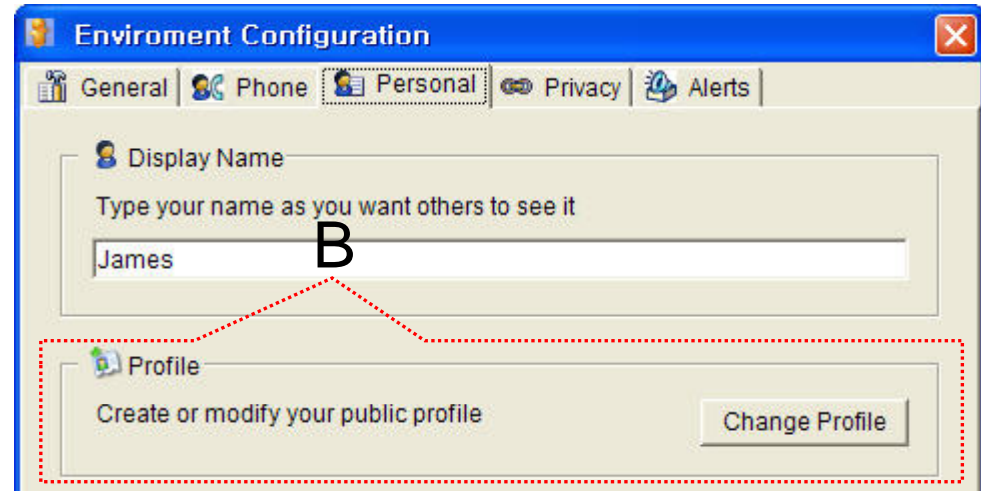 Enviroment Configuration
General Phone Personal Privacy Alerts
Display Name
Type your name as you want others to see it
James
B
Profile
Create or modify your public profile
Change Profile